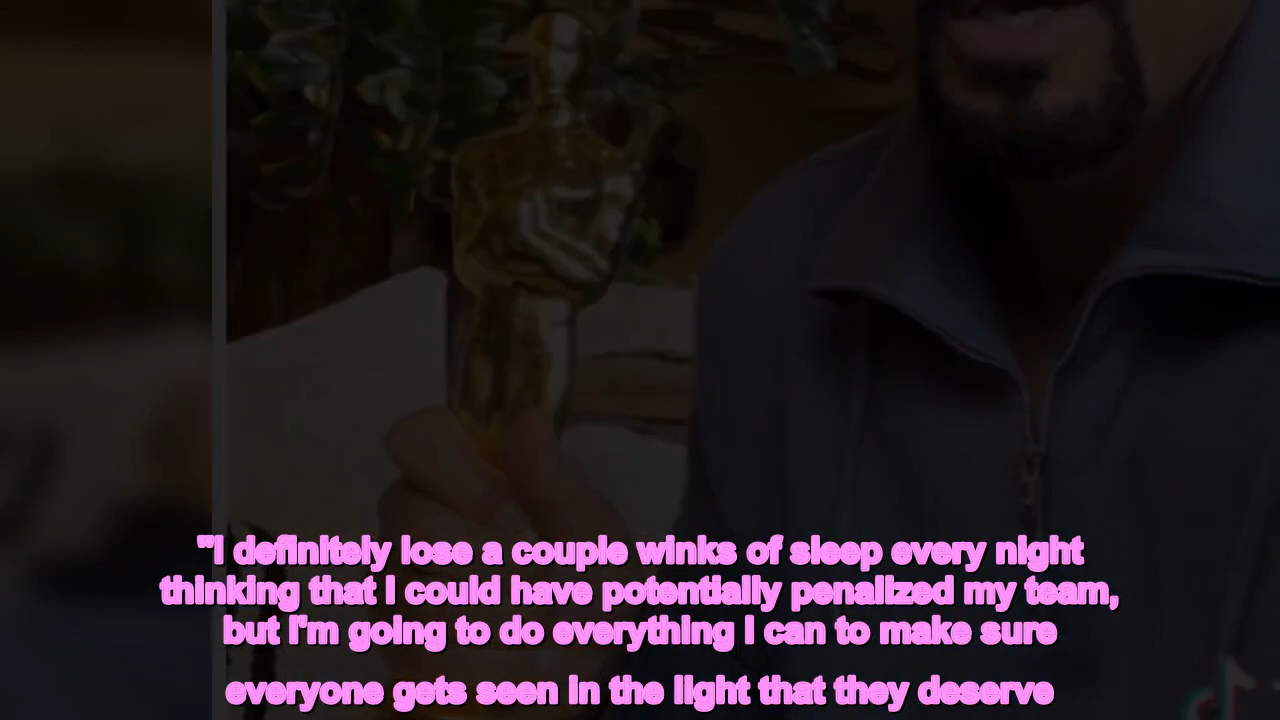 "I definitely lose a couple winks of sleep every night
thinking that I could have potentially penalized my team,
but I'm going to do everything I can to make sure
everyone gets seen in the light that they deserve